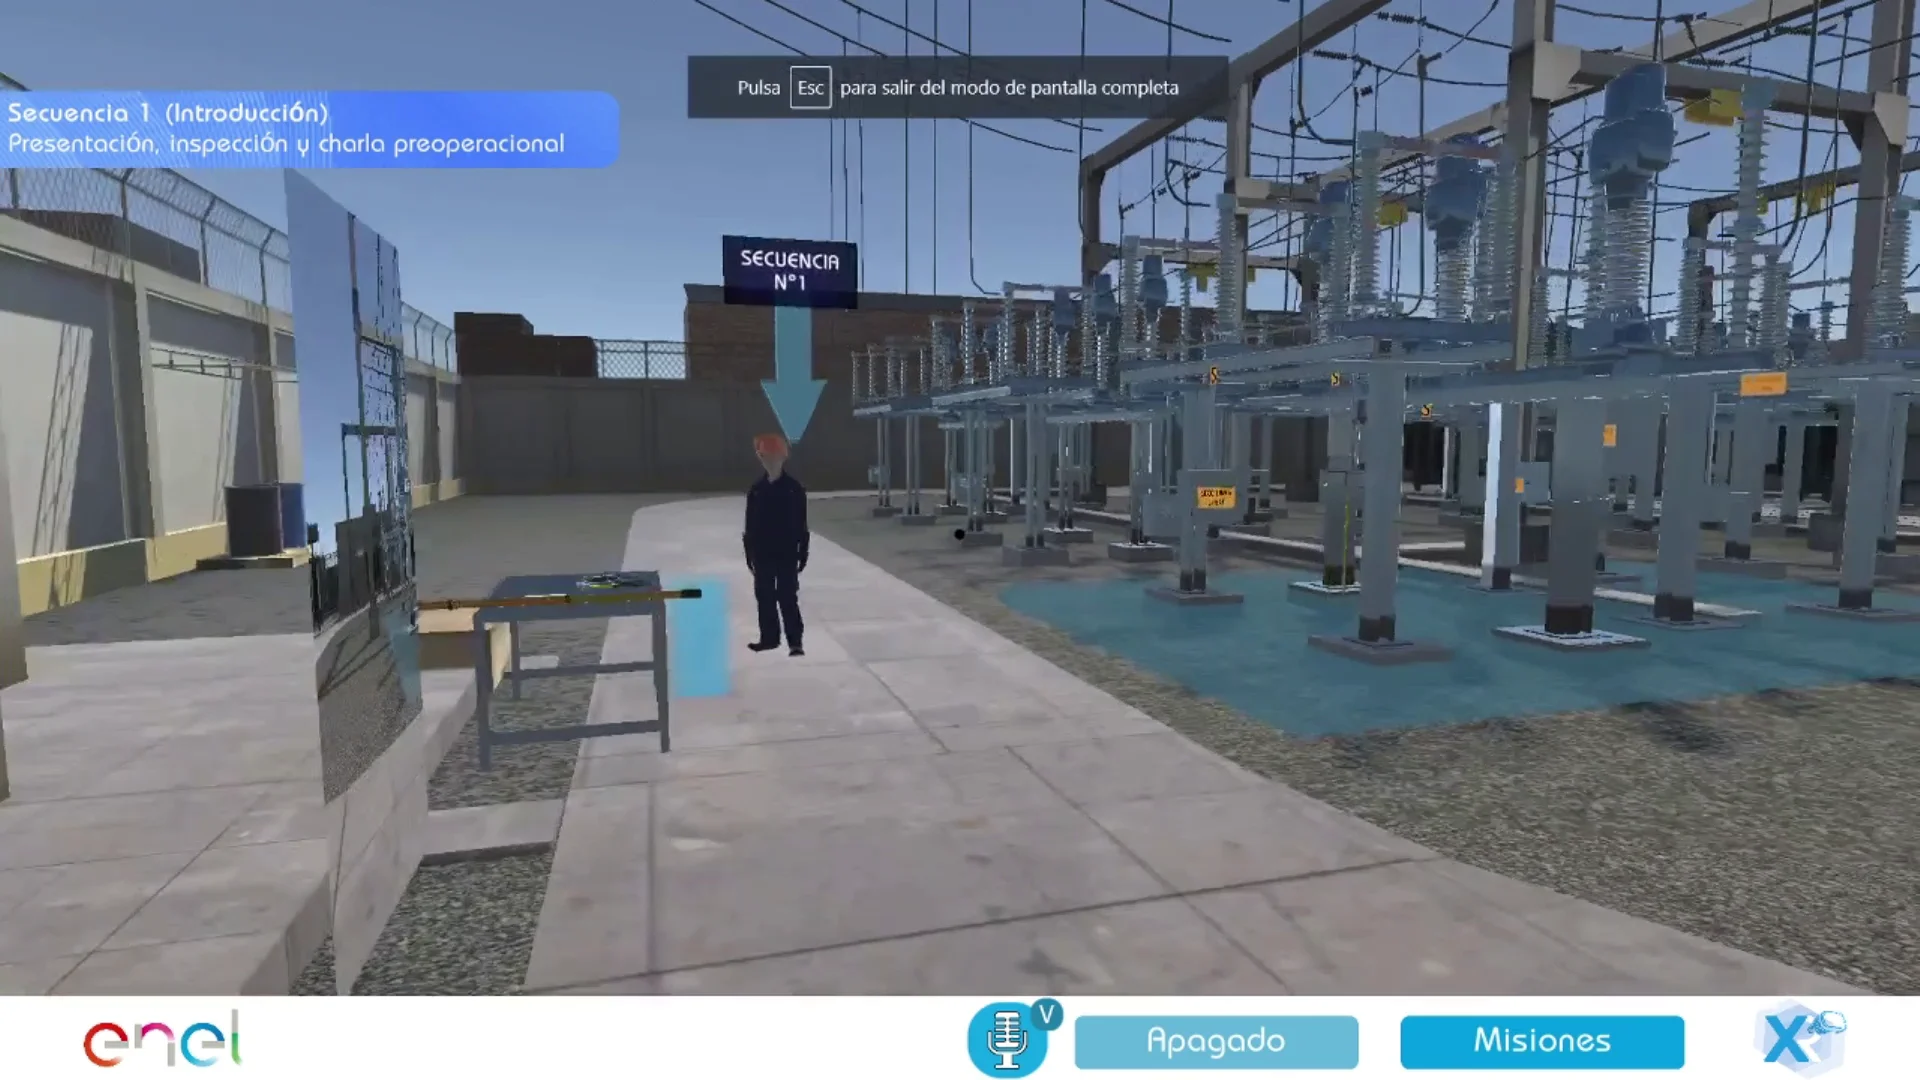 Pulsa Esc para salir del modo de pantalla completa
Secuencia 1 (Introducción)
Presentación, inspección y charla preoperacional
SECUENCIA
N°1
enel
V
Apagado
Misiones
XR